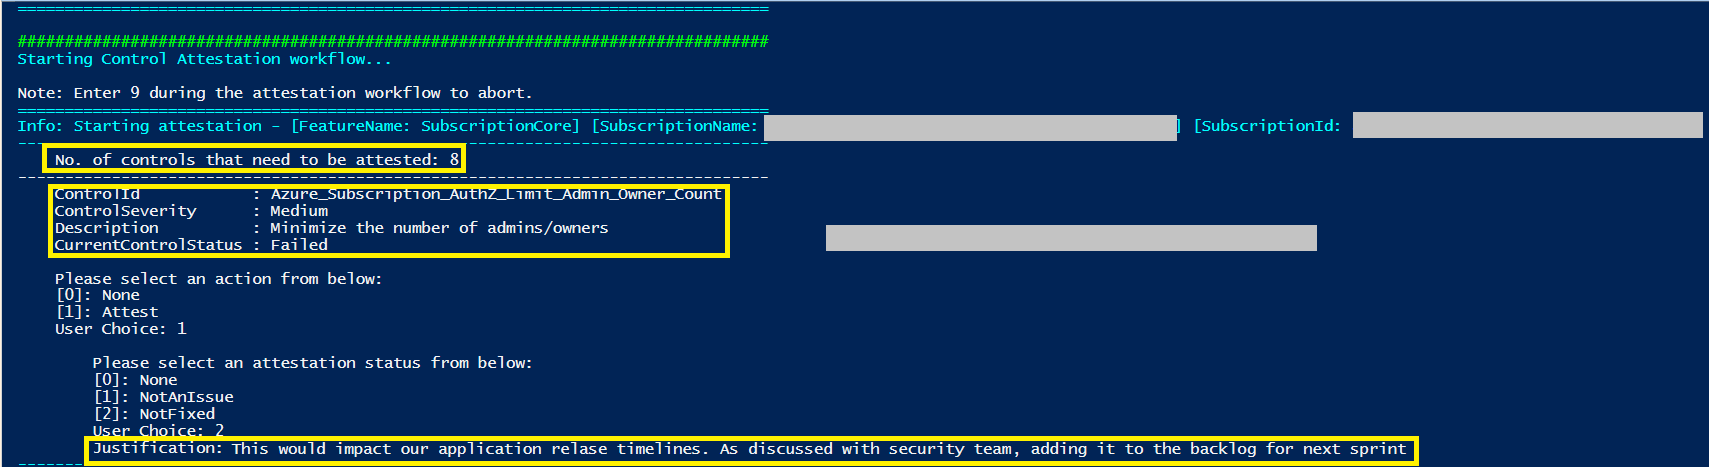 ================================================================================
################################################################################
Starting Control Attestation workflow...
Note: Enter 9 during the attestation workflow to abort.
================================================================================
Info: Starting attestation - [FeatureName: SubscriptionCore] [SubscriptionName: ] [SubscriptionId:
--------------------------------------------------------------------------------
No. of controls that need to be attested: 8
--------------------------------------------------------------------------------
ControlId : Azure_Subscription_AuthZ_Limit_Admin_Owner_Count
ControlSeverity : Medium
Description : Minimize the number of admins/owners
CurrentControlStatus : Failed
Please select an action from below:
[0]: None
[1]: Attest
User Choice: 1
Please select an attestation status from below:
[0]: None
[1]: NotAnIssue
[2]: NotFixed
User Choice: 2
Justification: This would impact our application relase timelines. As discussed with security team, adding it to the backlog for next sprint
-------